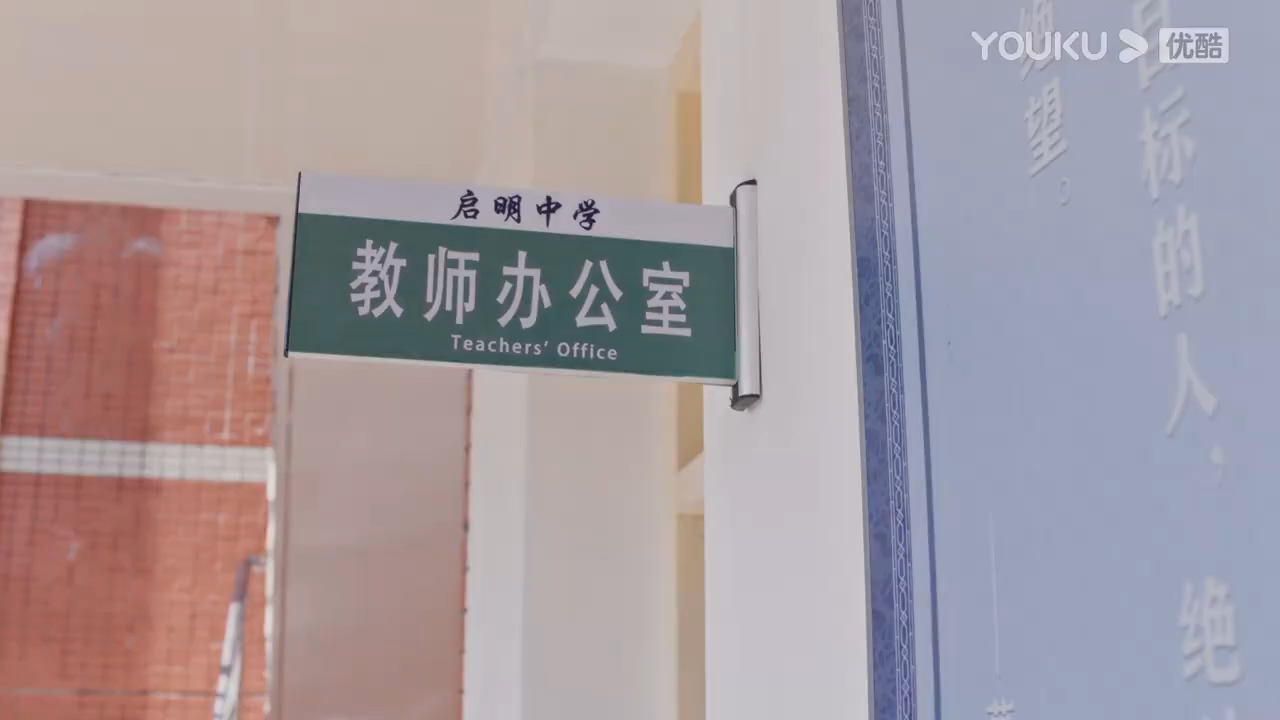 YOUKU 优酷
启明中学
教师办公室
Teachers' Office
目标的人，绝
绝望。